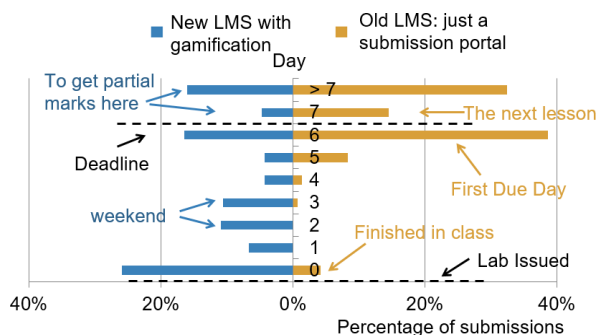 New LMS with
gamification
Old LMS: just a
submission portal
Day
To get partial
marks here
> 7
7
The next lesson
6
Deadline
5
First Due Day
4
3
weekend
2
Finished in class
1
Lab Issued
0
40%
20%
0%
20%
40%
Percentage of submissions